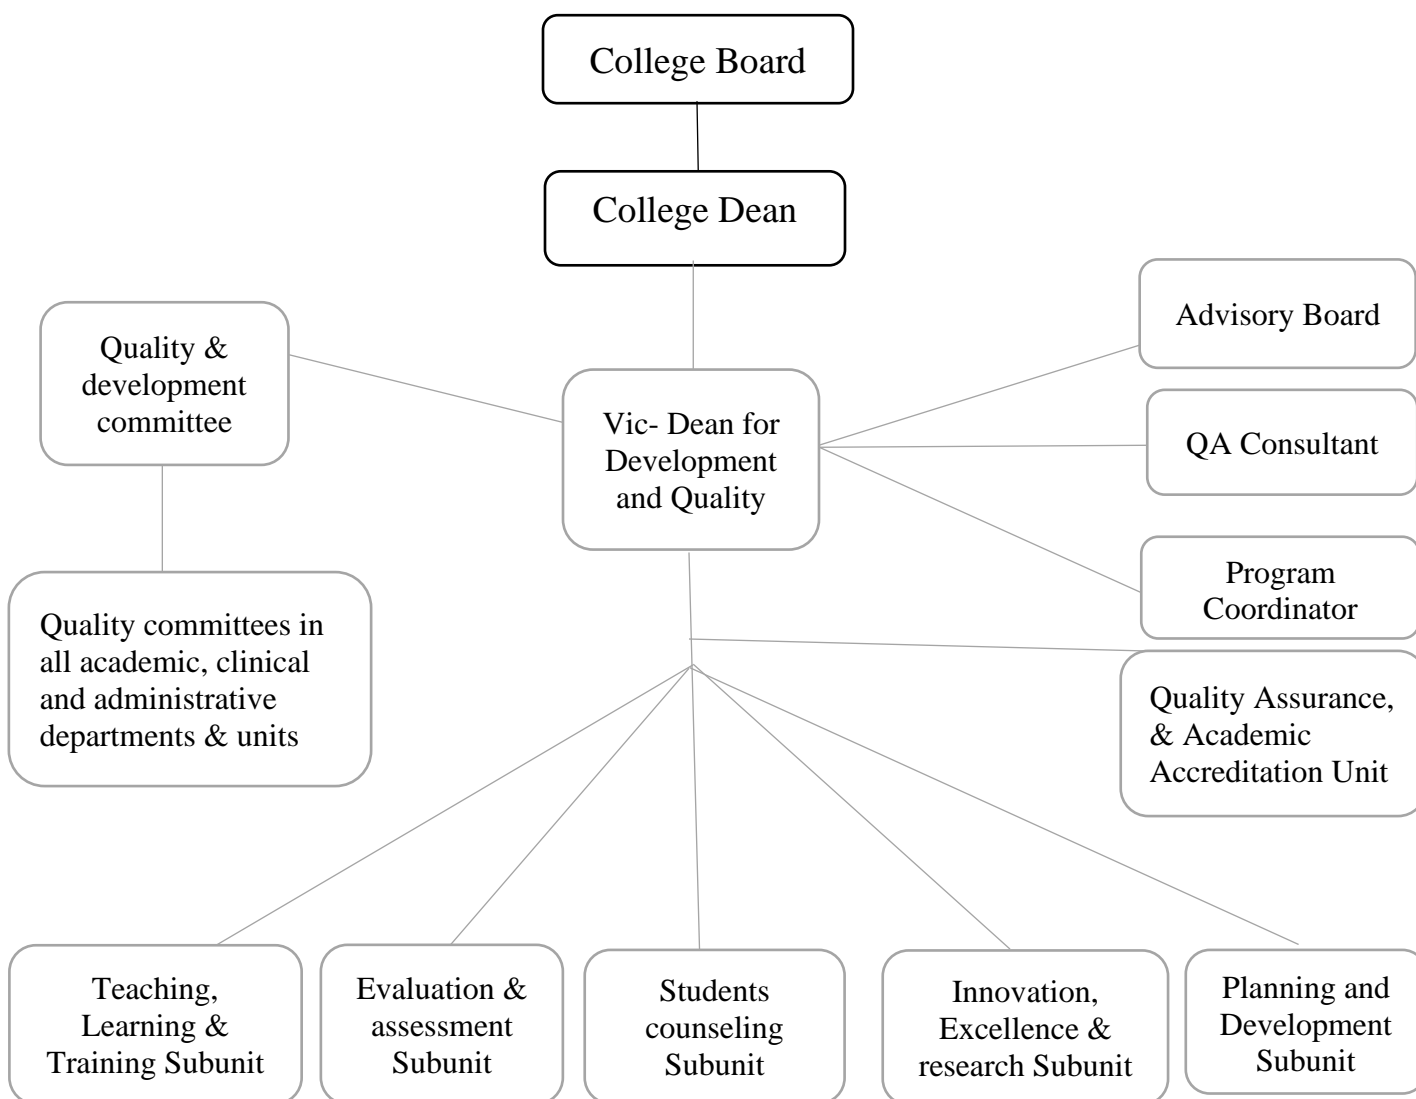 College Board
College Dean
Advisory Board
Quality &
development
committee
Vic- Dean for
Development
and Quality
QA Consultant
Program
Coordinator
Quality committees in
all academic, clinical
and administrative
departments & units
Quality Assurance,
& Academic
Accreditation Unit
Teaching,
Learning &
Training Subunit
Evaluation &
assessment
Subunit
Students
counseling
Subunit
Innovation,
Excellence &
research Subunit
Planning and
Development
Subunit